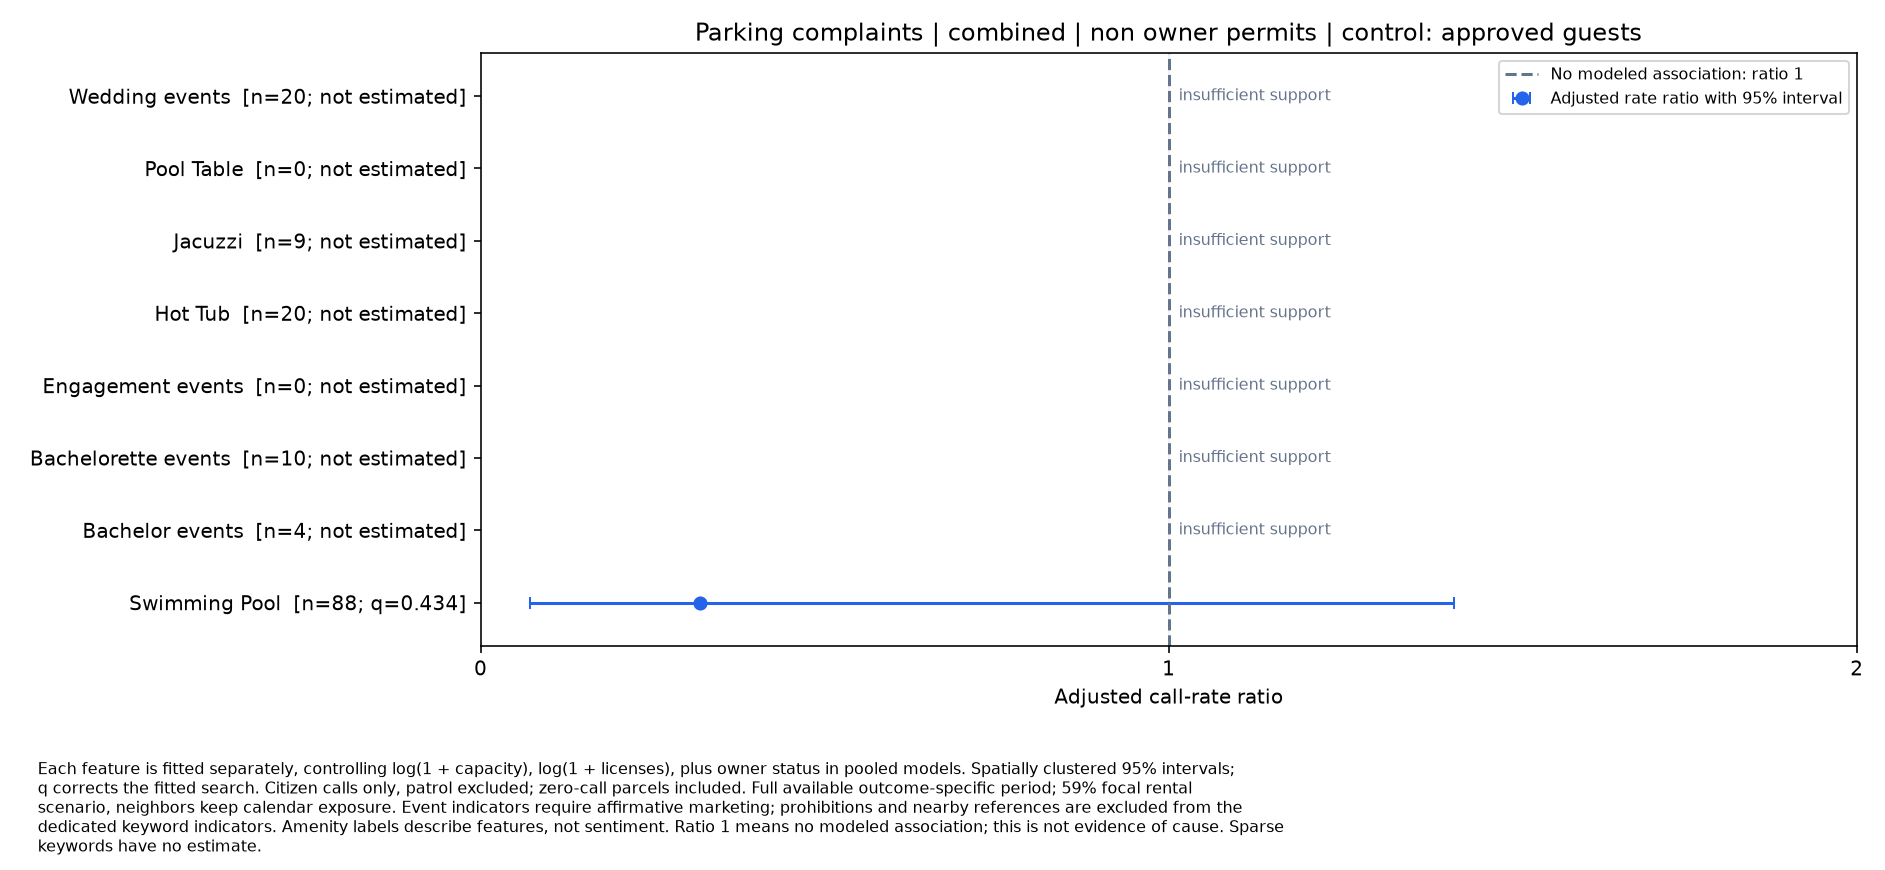 Parking complaints | combined | non owner permits | control: approved guests
No modeled association: ratio 1
Adjusted rate ratio with 95% interval
Wedding events [n=20; not estimated] insufficient support
Pool Table [n=0; not estimated] insufficient support
Jacuzzi [n=9; not estimated] insufficient support
Hot Tub [n=20; not estimated] insufficient support
Engagement events [n=0; not estimated] insufficient support
Bachelorette events [n=10; not estimated] insufficient support
Bachelor events [n=4; not estimated] insufficient support
Swimming Pool [n=88; q=0.434]
0 1 2
Adjusted call-rate ratio
Each feature is fitted separately, controlling log(1 + capacity), log(1 + licenses), plus owner status in pooled models. Spatially clustered 95% intervals;
q corrects the fitted search. Citizen calls only, patrol excluded; zero-call parcels included. Full available outcome-specific period; 59% focal rental
scenario, neighbors keep calendar exposure. Event indicators require affirmative marketing; prohibitions and nearby references are excluded from the
dedicated keyword indicators. Amenity labels describe features, not sentiment. Ratio 1 means no modeled association; this is not evidence of cause. Sparse
keywords have no estimate.